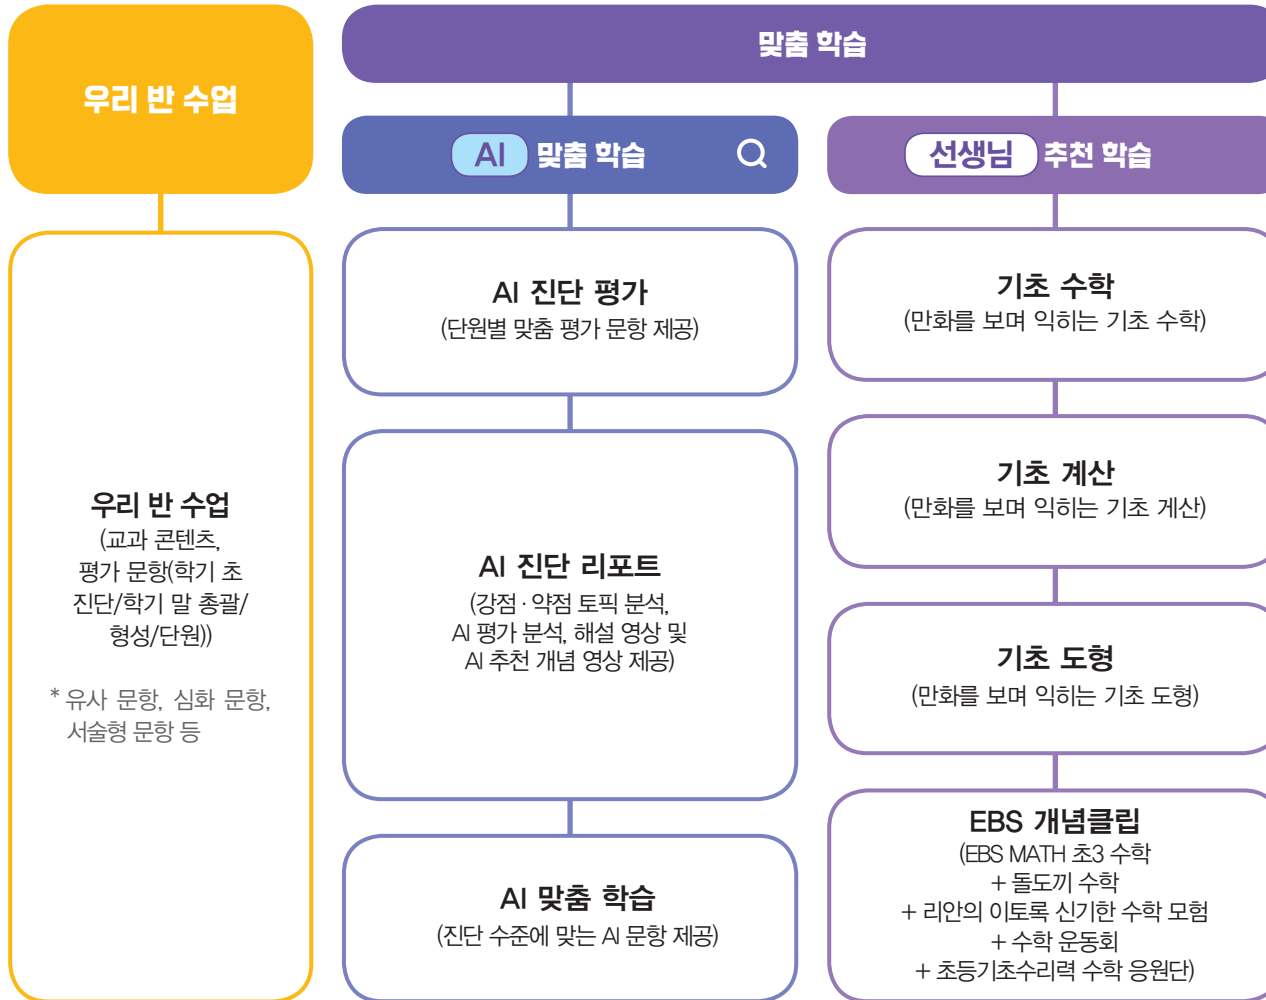 우리 반 수업
맞춤 학습
AI 맞춤 학습
선생님 추천 학습
우리 반 수업
(교과 콘텐츠,
평가 문항(학기 초
진단/학기 말 총괄/
형성/단원))
* 유사 문항, 심화 문항,
서술형 문항 등
AI 진단 평가
(단원별 맞춤 평가 문항 제공)
AI 진단 리포트
(강점·약점 토픽 분석,
AI 평가 분석, 해설 영상 및
AI 추천 개념 영상 제공)
AI 맞춤 학습
(진단 수준에 맞는 AI 문항 제공)
기초 수학
(만화를 보며 익히는 기초 수학)
기초 계산
(만화를 보며 익히는 기초 게산)
기초 도형
(만화를 보며 익히는 기초 도형)
EBS 개념클립
(EBS MATH 초3 수학
+ 돌도끼 수학
+ 리안의 이토록 신기한 수학 모험
+ 수학 운동회
+ 초등기초수리력 수학 응원단)